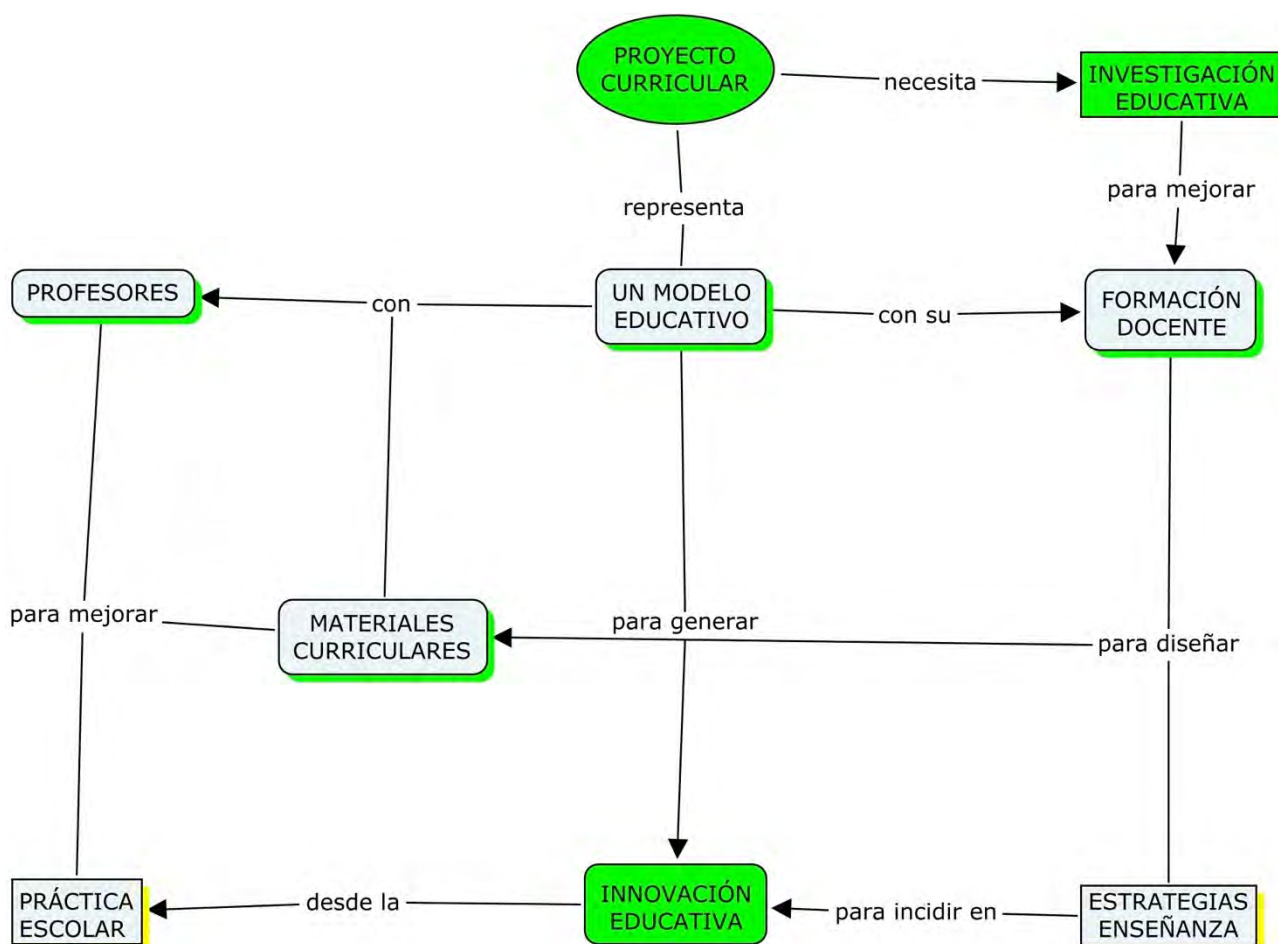 PROYECTO
CURRICULAR
necesita
INVESTIGACIÓN
EDUCATIVA
para mejorar
representa
PROFESORES
con
UN MODELO
EDUCATIVO
con su
FORMACIÓN
DOCENTE
para mejorar
MATERIALES
CURRICULARES
para generar
para diseñar
PRÁCTICA
ESCOLAR
desde la
INNOVACIÓN
EDUCATIVA
para incidir en
ESTRATEGIAS
ENSEÑANZA